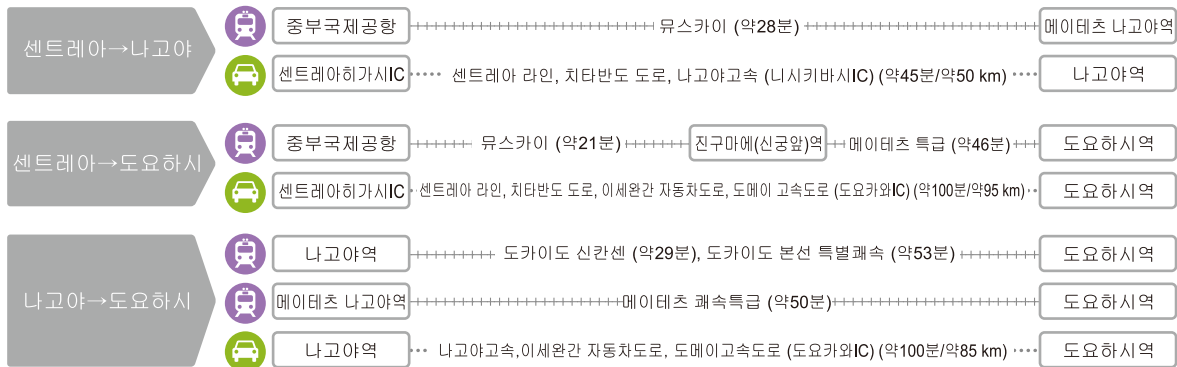 센트레아→나고야
중부국제공항 뮤스카이 (약28분) 메이테츠 나고야역
센트레아히가시IC 센트레아 라인, 치타반도 도로, 나고야고속 (니시키바시IC) (약45분/약50 km) 나고야역
센트레아→도요하시
중부국제공항 뮤스카이 (약21분) 진구마에(신궁앞)역 메이테츠 특급 (약46분) 도요하시역
센트레아히가시IC 센트레아 라인, 치타반도 도로, 이세완간 자동차도로, 도메이 고속도로 (도요카와IC) (약100분/약95 km) 도요하시역
나고야→도요하시
나고야역 도카이도 신칸센 (약29분), 도카이도 본선 특별쾌속 (약53분) 도요하시역
메이테츠 나고야역 메이테츠 쾌속특급 (약50분) 도요하시역
나고야역 나고야고속,이세완간 자동차도로, 도메이고속도로 (도요카와IC) (약100분/약85 km) 도요하시역